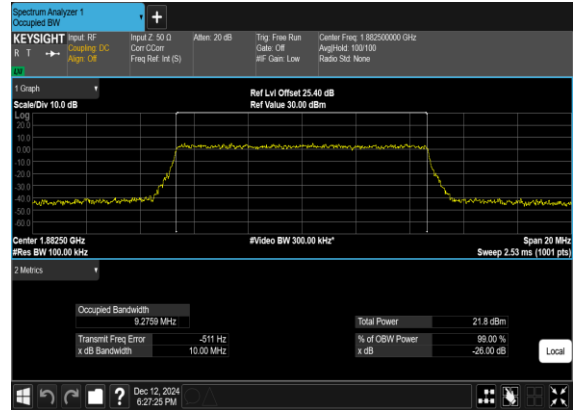 Spectrum Analyzer 1
Occupied BW
KEYSIGHT Input: RF Input Z: 50 Ω Atten: 20 dB Trig: Free Run Center Freq: 1.882500000 GHz
R T Coupling: DC Corr CCorr Gate: Off Avg|Hold: 100/100
Align: Off Freq Ref: Int (S) #IF Gain: Low Radio Std: None
LM
1 Graph Ref Lvl Offset 25.40 dB
Scale/Div 10.0 dB Ref Value 30.00 dBm
Log
20.0
10.0
0.00
-10.0
-20.0
-30.0
-40.0
-50.0
-60.0
Center 1.88250 GHz #Video BW 300.00 kHz* Span 20 MHz
#Res BW 100.00 kHz Sweep 2.53 ms (1001 pts)
2 Metrics
Occupied Bandwidth
9.2759 MHz Total Power 21.8 dBm
Transmit Freq Error -511 Hz % of OBW Power 99.00 %
x dB Bandwidth 10.00 MHz x dB -26.00 dB
Local
? Dec 12, 2024
6:27:25 PM